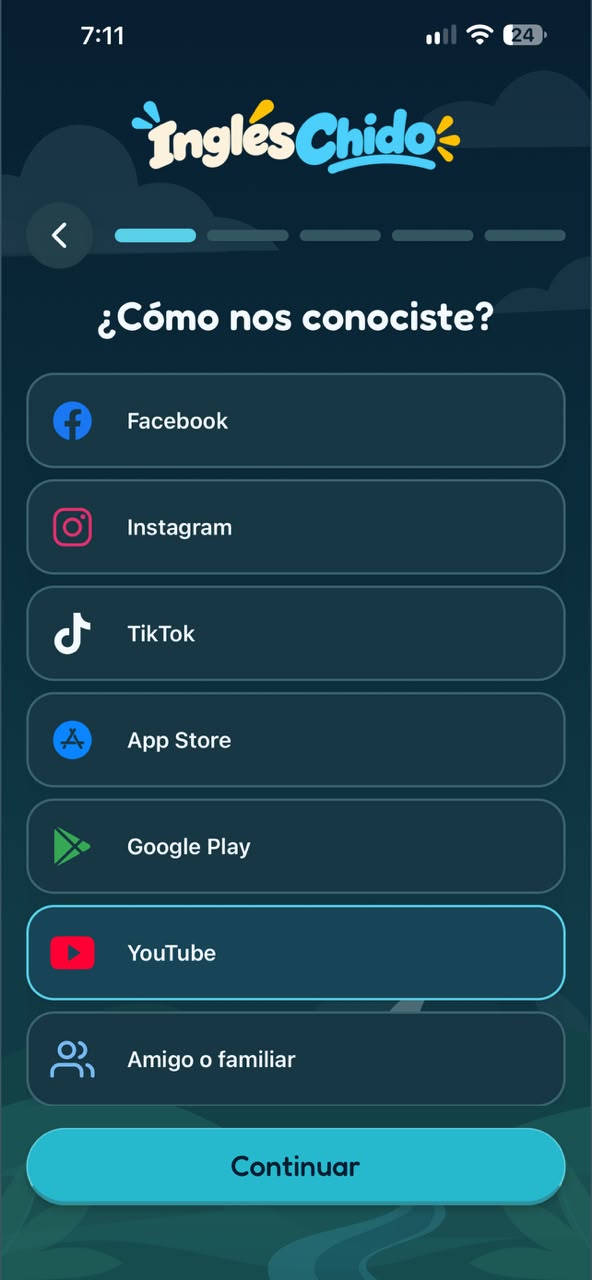 7:11
24
InglésChido
¿Cómo nos conociste?
Facebook
Instagram
TikTok
App Store
Google Play
YouTube
Amigo o familiar
Continuar